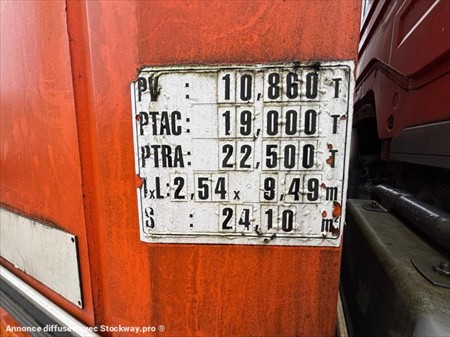 PV : 10,860 T
PTAC: 19,000 T
PTRA: 22,500 T
lxL: 2,54 x 9,49 m
S : 24,10 m
Annonce diffusée avec Stockway.pro ®